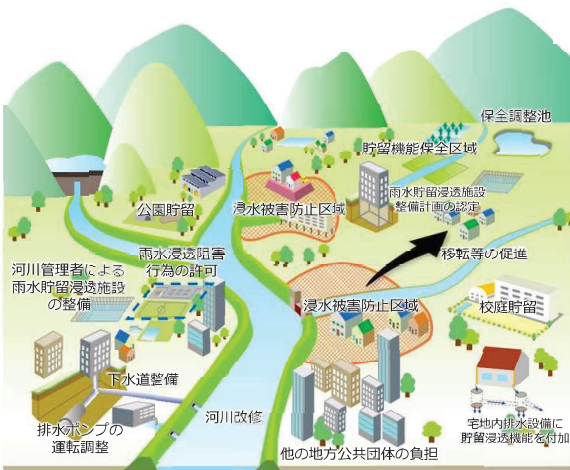 保全調整池
貯留機能保全区域
雨水貯留浸透施設
整備計画の認定
公園貯留
浸水被害防止区域
移転等の促進
雨水浸透阻害
行為の許可
河川管理者による
雨水貯留浸透施設
の整備
浸水被害防止区域
校庭貯留
下水道整備
河川改修
排水ポンプの
運転調整
他の地方公共団体の負担
宅地内排水設備に
貯留浸透機能を付加